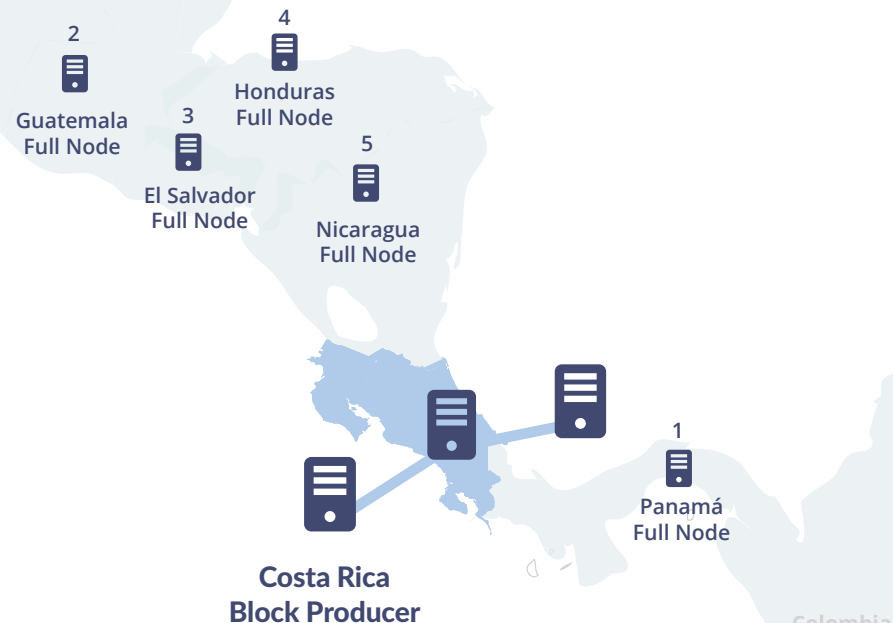 2
Guatemala
Full Node
4
Honduras
Full Node
3
El Salvador
Full Node
5
Nicaragua
Full Node
1
Panamá
Full Node
Costa Rica
Block Producer
Colombia